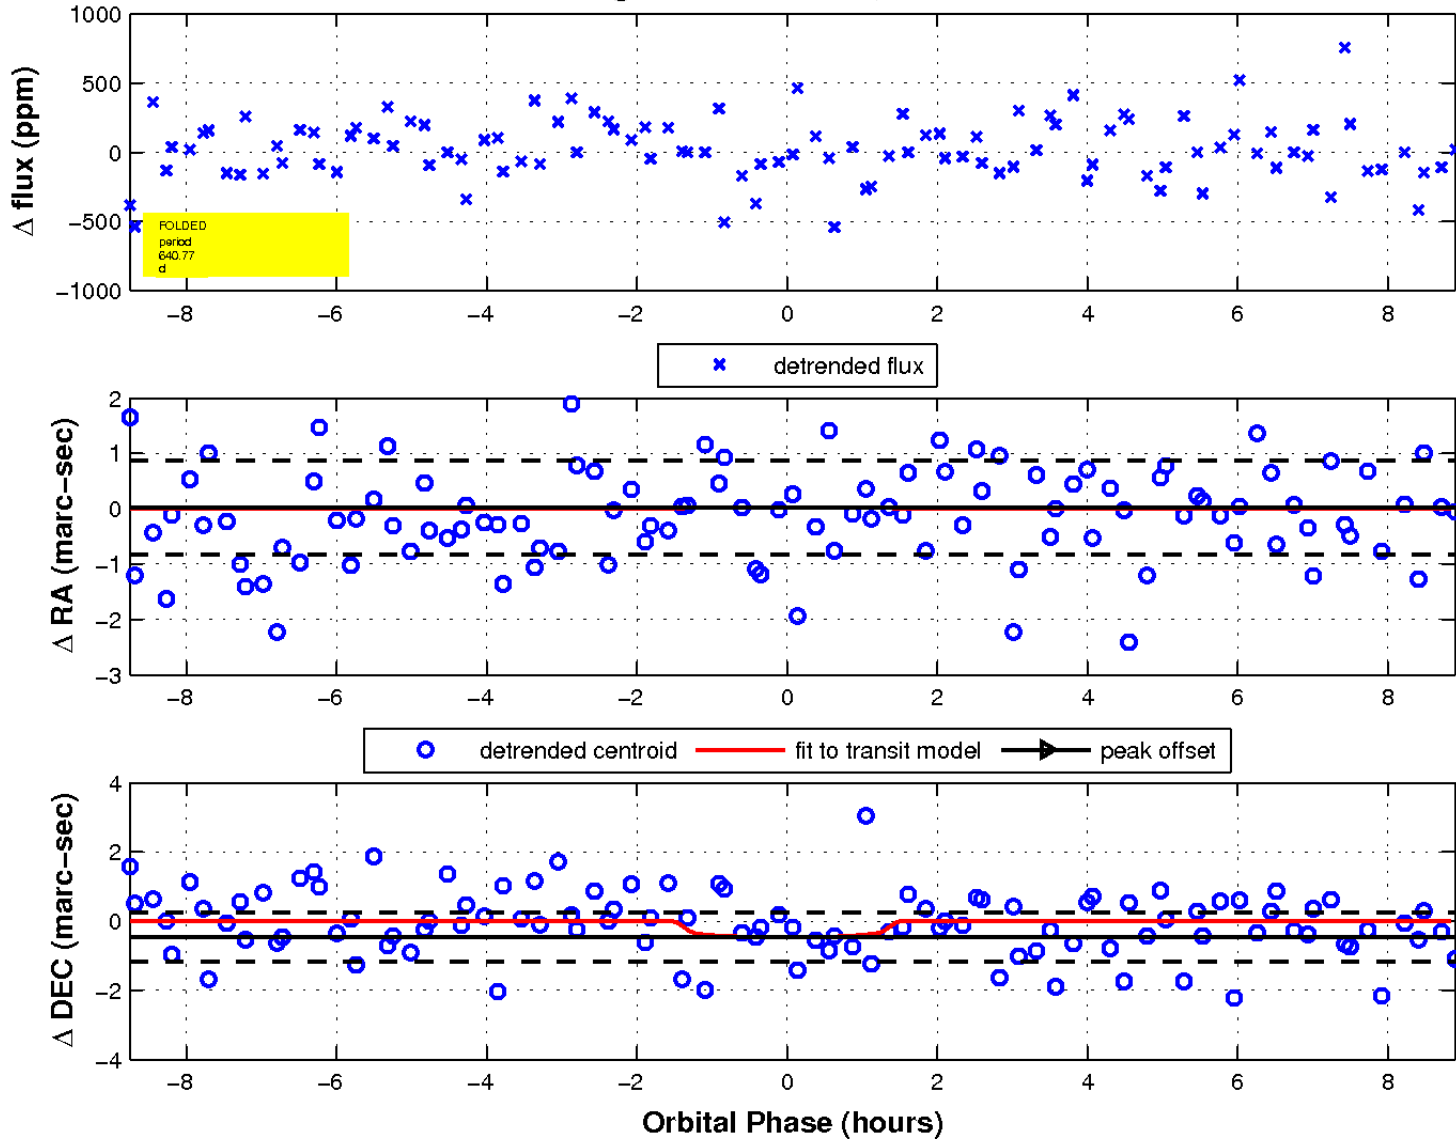 1000
500
0
−500
−1000
Δ flux (ppm)
FOLDED
period
640.77
d
−8 −6 −4 −2 0 2 4 6 8
detrended flux
2
1
0
−1
−2
−3
Δ RA (marc−sec)
−8 −6 −4 −2 0 2 4 6 8
detrended centroid fit to transit model peak offset
4
2
0
−2
−4
Δ DEC (marc−sec)
−8 −6 −4 −2 0 2 4 6 8
Orbital Phase (hours)